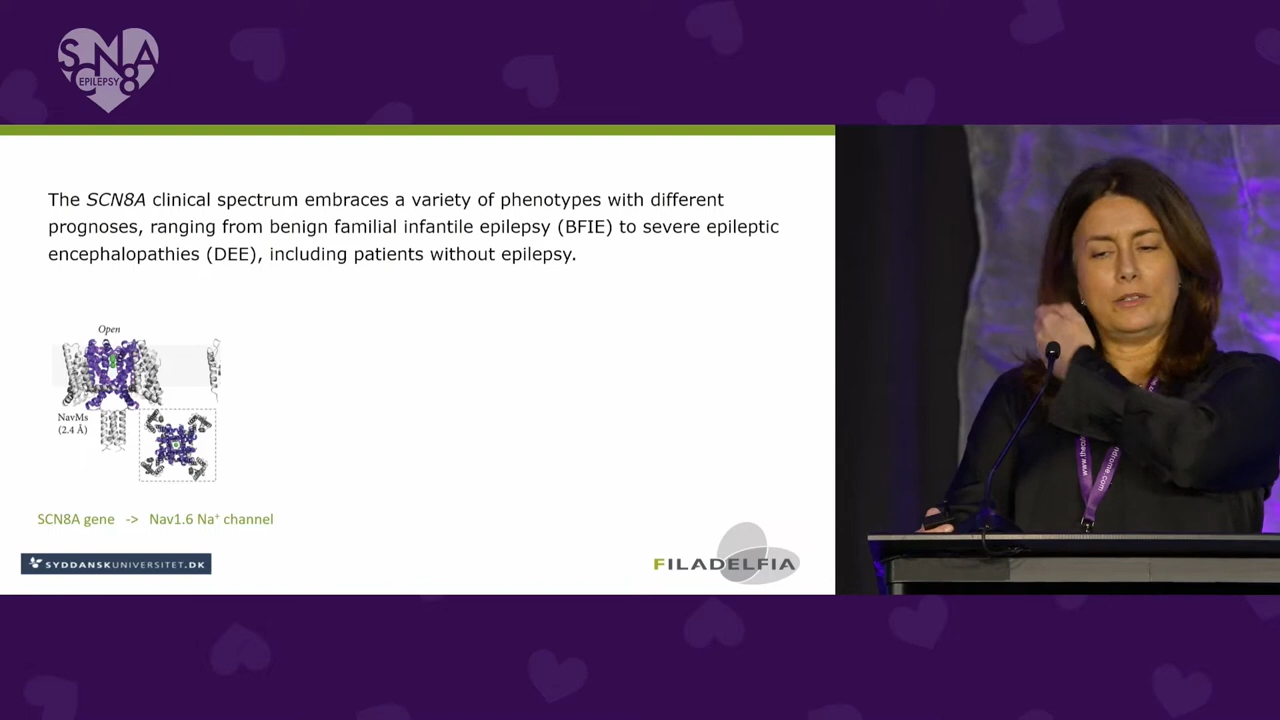 SCNA
C8
EPILEPSY
The SCN8A clinical spectrum embraces a variety of phenotypes with different
prognoses, ranging from benign familial infantile epilepsy (BFIE) to severe epileptic
encephalopathies (DEE), including patients without epilepsy.
Open
NavMs
(2.4 Å)
SCN8A gene -> Nav1.6 Na⁺ channel
SYDDANSKUNIVERSITET.DK
FILADELFIA